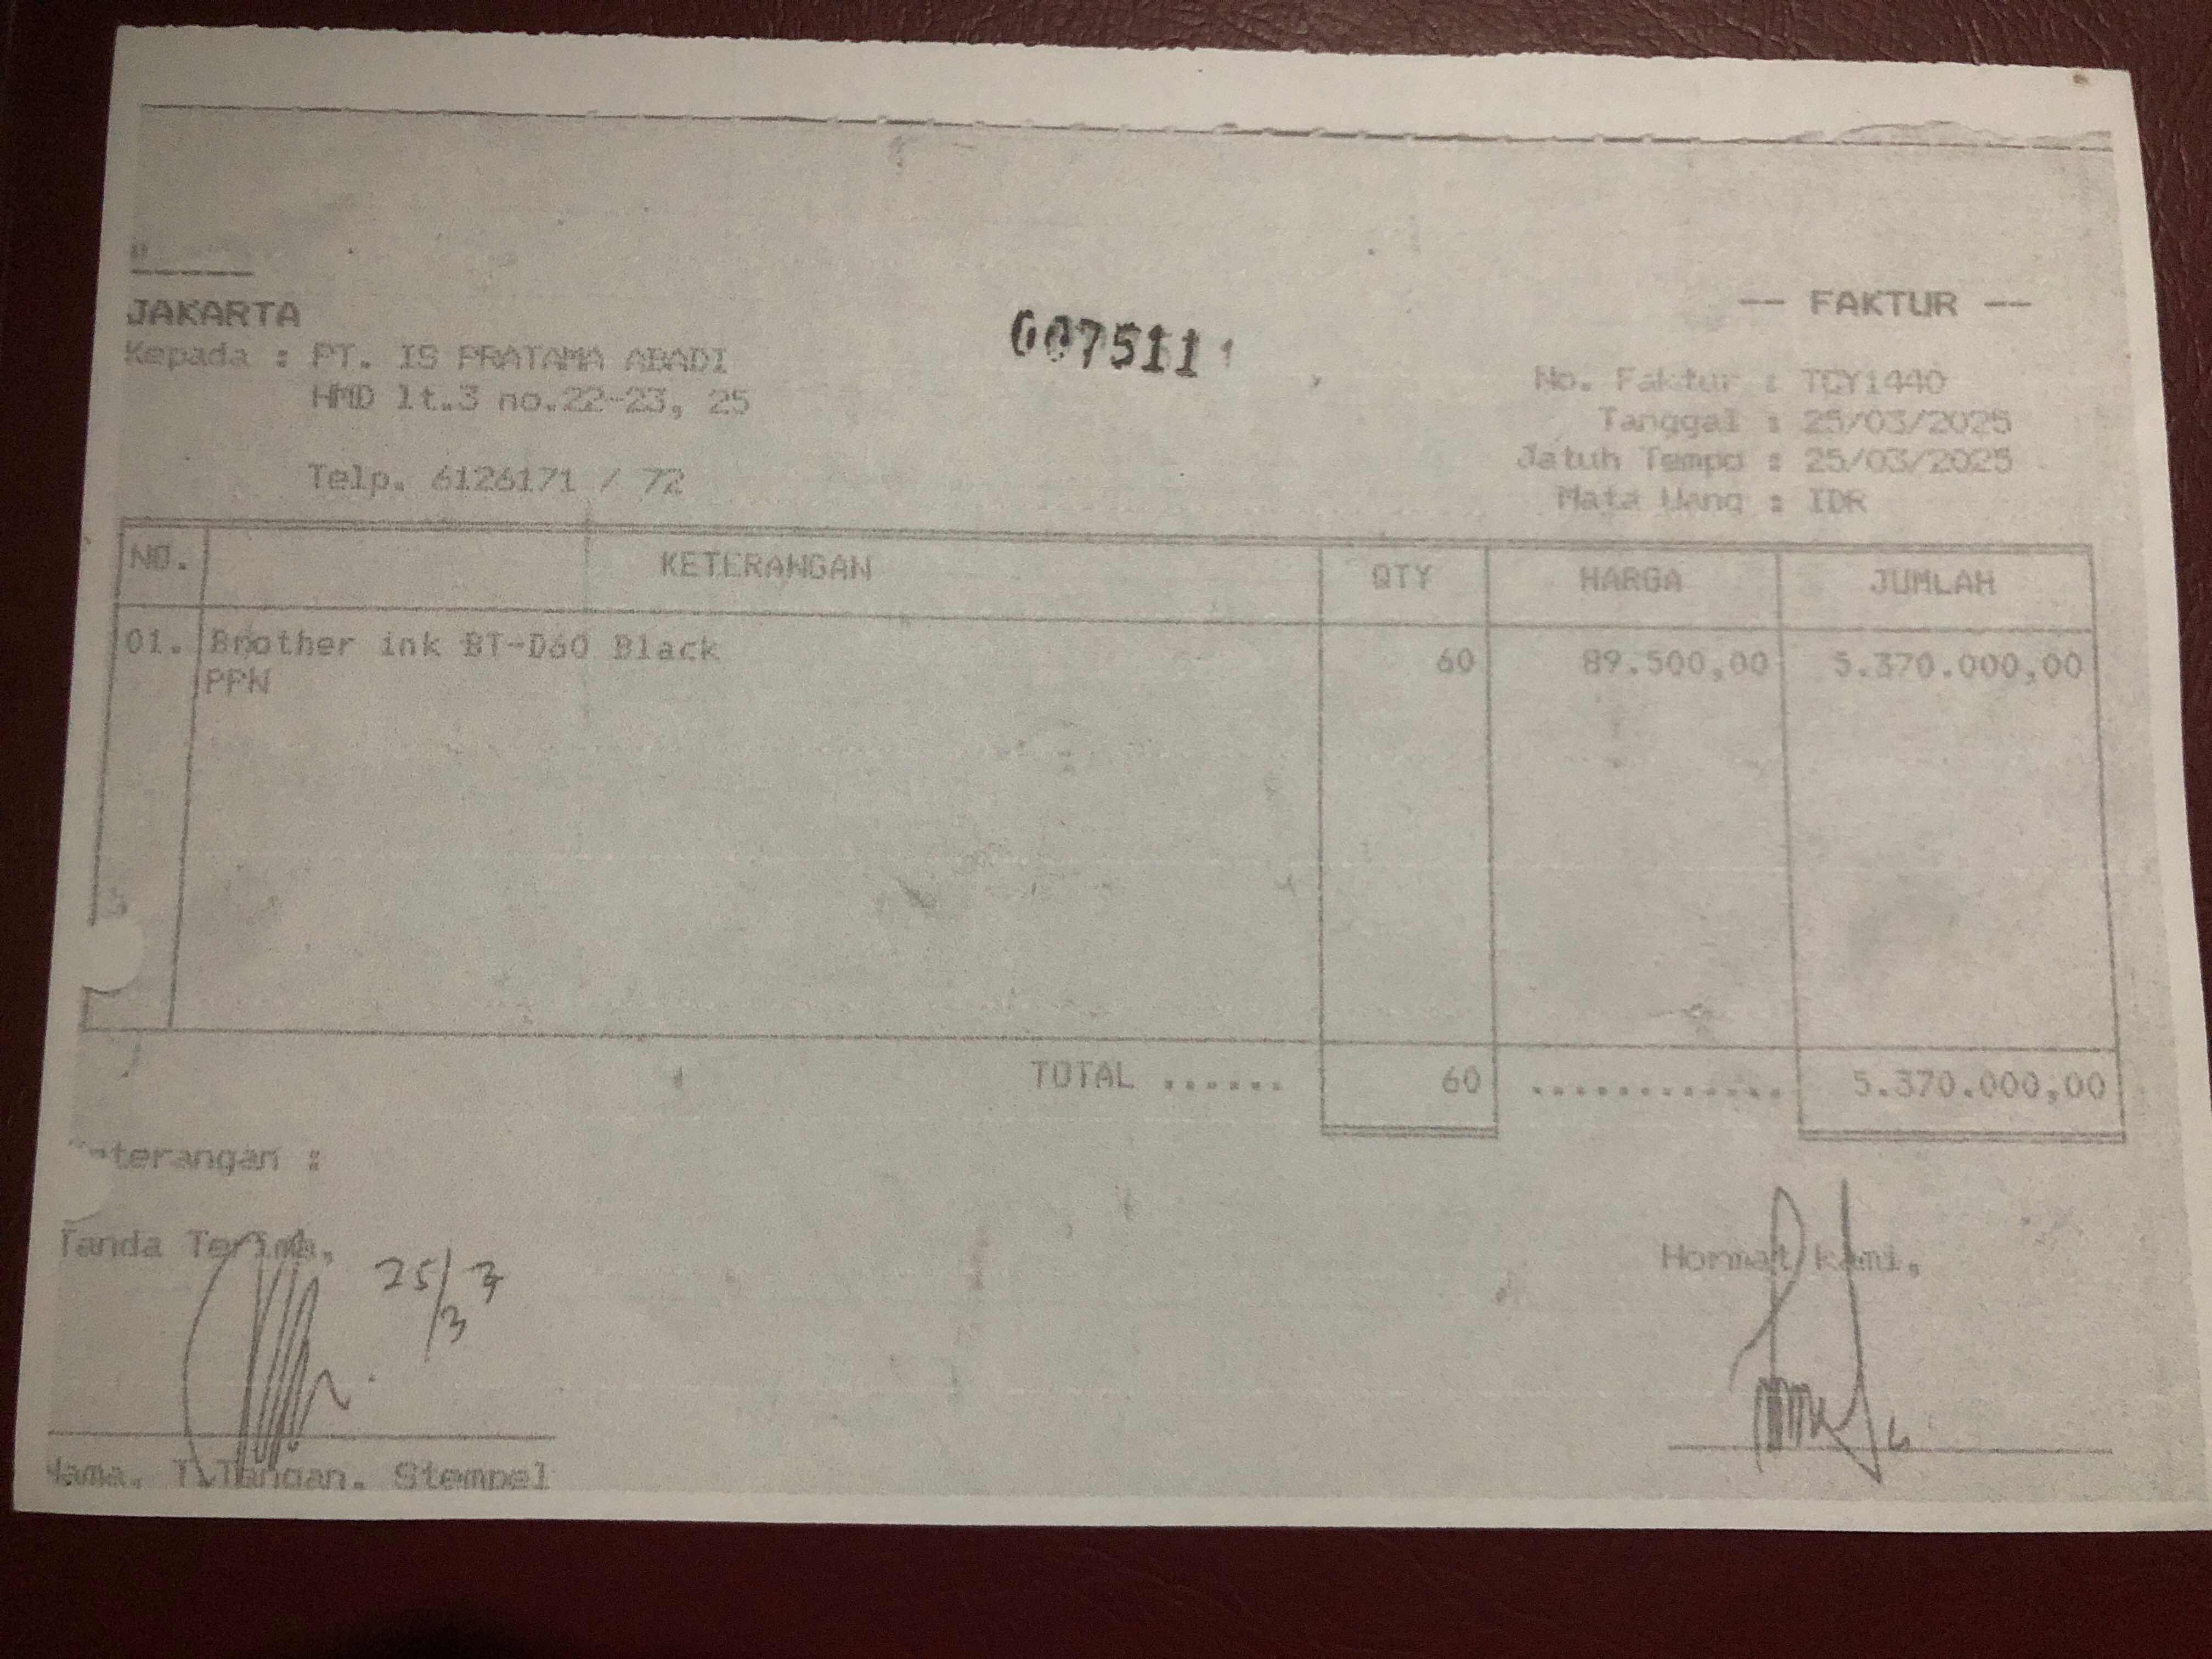 JAKARTA
-- FAKTUR --
007511
Kepada : PT. IS PRATAMA ABADI
HMD lt.3 no.22-23, 25
Telp. 6126171 / 72
No. Faktur : TCY1440
Tanggal : 25/03/2025
Jatuh Tempo : 25/03/2025
Mata Uang : IDR
NO. KETERANGAN QTY HARGA JUMLAH
01. Brother ink BT-D60 Black 60 89.500,00 5.370.000,00
PPN
TOTAL ...... 60 ............ 5.370.000,00
eterangan :
Tanda Terima, Hormat kami,
25/3
Nama, T.Tangan, Stempel